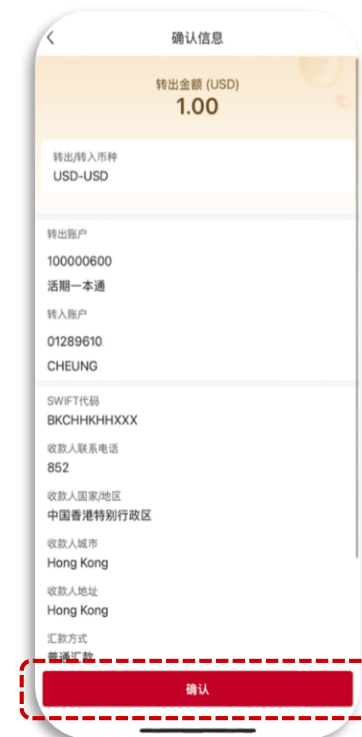 确认信息
转出金额 (USD)
1.00
转出/转入币种
USD-USD
转出账户
100000600
活期一本通
转入账户
01289610
CHEUNG
SWIFT代码
BKCHHKHHXXX
收款人联系电话
852
收款人国家/地区
中国香港特别行政区
收款人城市
Hong Kong
收款人地址
Hong Kong
汇款方式
普通汇款
确认